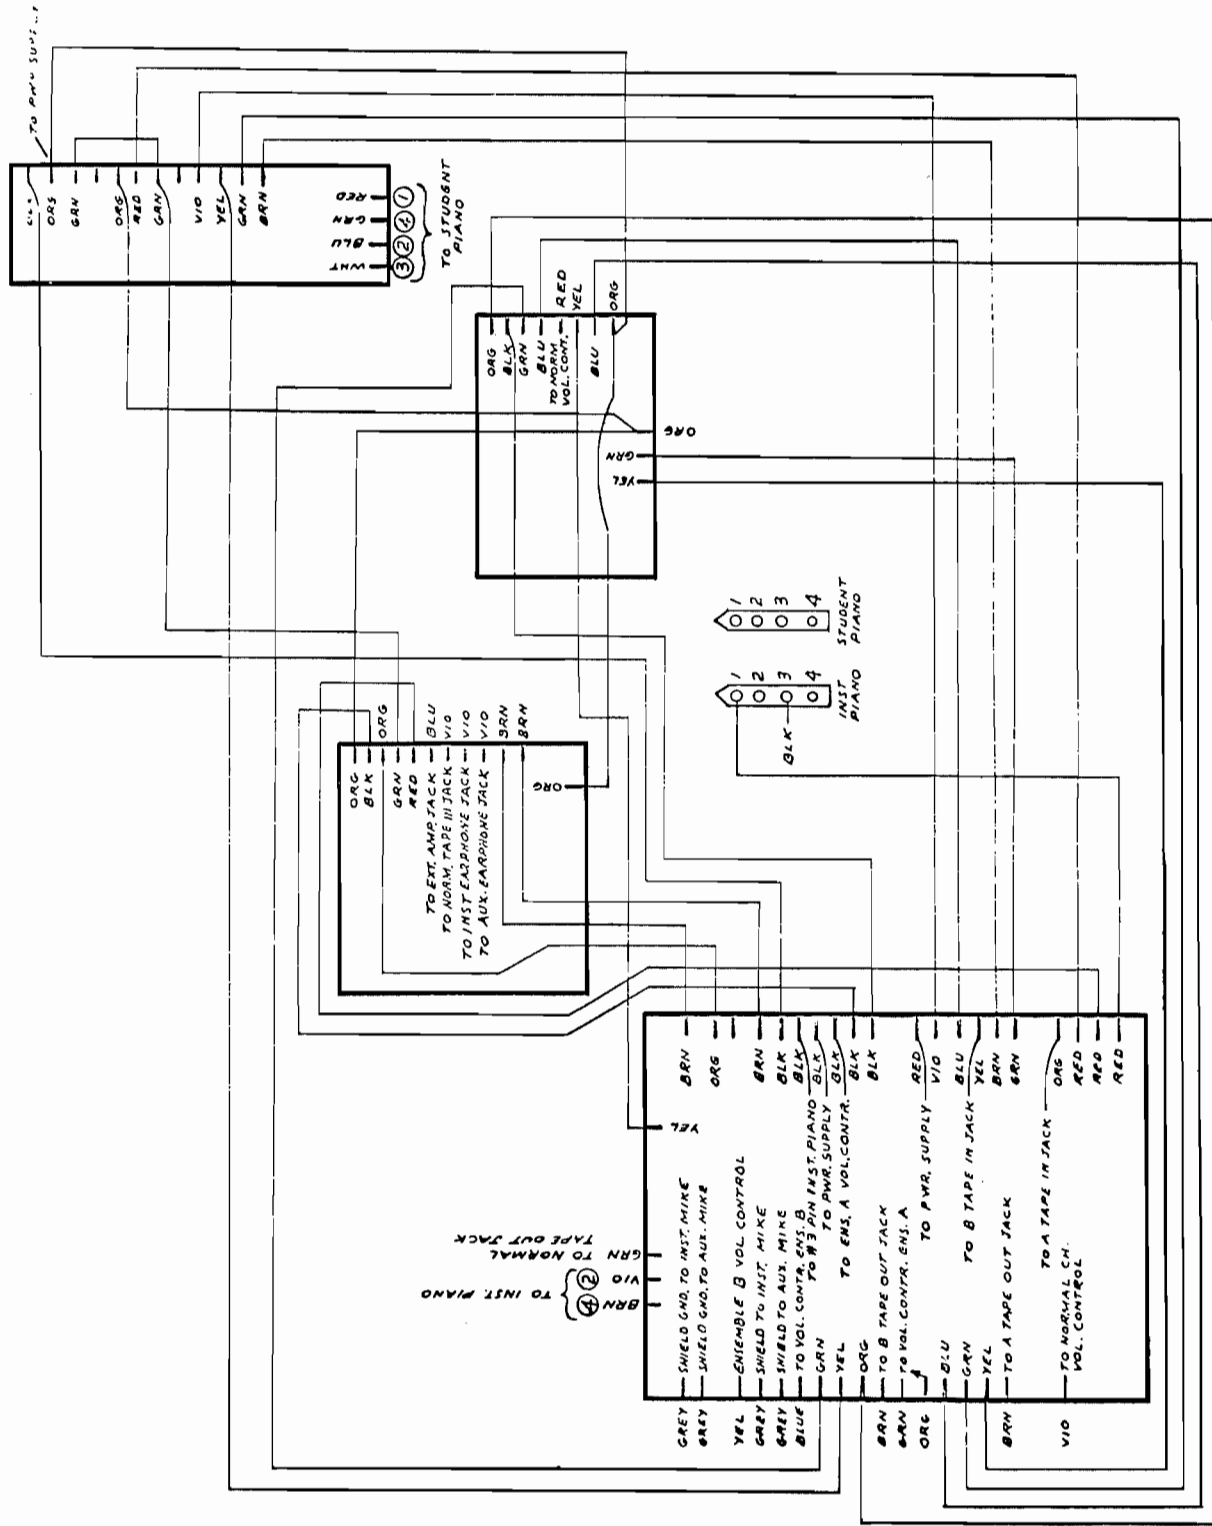 ORG
GRN
ORG
RED
GRN
VIO
YEL
GRN
BRN
RED
GRN
BLU
WHT
1
4
2
3
TO STUDENT
PIANO
ORG
BLK
GRN
BLU
TO NORM
VOL. CONT.
RED
YEL
BLU
ORG
ORG
GRN
YEL
1
2
3
4
STUDENT
PIANO
1
2
3
4
INST
PIANO
BLK
ORG
BLK
ORG
GRN
RED
TO EXT. AMP. JACK BLU
TO NORM. TAPE III JACK VIO
TO INST EARPHONE JACK VIO
TO AUX. EARPHONE JACK VIO
BRN
BRN
ORG
BRN
ORG
BRN
BLK
BLK
BLK
BLK
BLK
BLK
RED
VIO
BLU
YEL
BRN
GRN
ORG
RED
RED
RED
YEL
GRN TO NORMAL
TAPE OUT JACK
VIO 2
BRN 4
TO INST. PIANO
GREY SHIELD GND. TO INST. MIKE
GREY SHIELD GND. TO AUX. MIKE
YEL ENSEMBLE B VOL CONTROL
GREY SHIELD TO INST. MIKE
GREY SHIELD TO AUX. MIKE
BLUE TO VOL. CONTR. ENS. B
TO #3 PIN INST. PIANO
GRN
TO PWR. SUPPLY
YEL
TO ENS. A VOL. CONTR.
ORG
BRN TO B TAPE OUT JACK
GRN TO VOL. CONTR. ENS. A
ORG
TO PWR. SUPPLY
BLU
GRN
TO B TAPE IN JACK
YEL
BRN TO A TAPE OUT JACK
TO A TAPE IN JACK
VIO TO NORMAL CH.
VOL. CONTROL